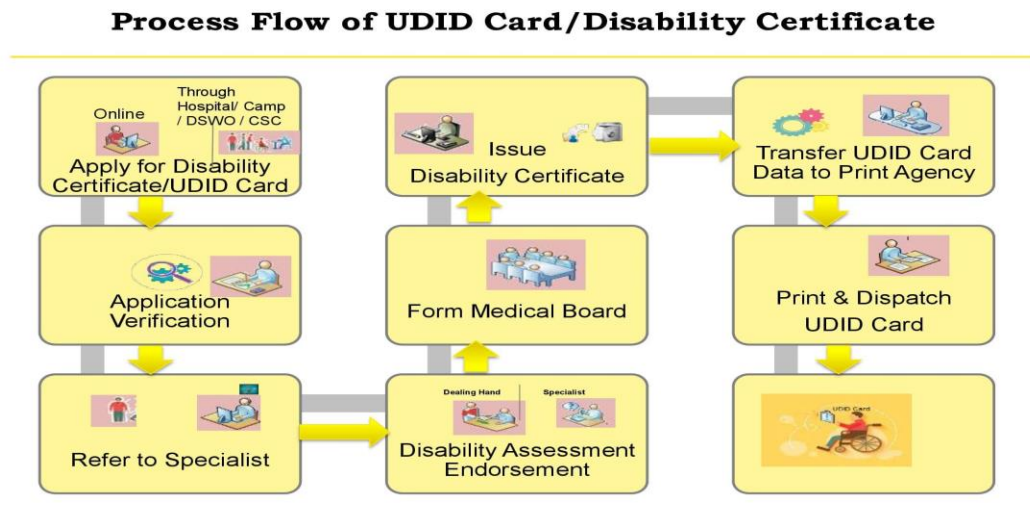 Process Flow of UDID Card/Disability Certificate
Online
Through
Hospital/ Camp
/ DSWO / CSC
Apply for Disability
Certificate/UDID Card
Application
Verification
Refer to Specialist
Dealing Hand
Specialist
Disability Assessment
Endorsement
Form Medical Board
Issue
Disability Certificate
Transfer UDID Card
Data to Print Agency
Print & Dispatch
UDID Card
UDID Card